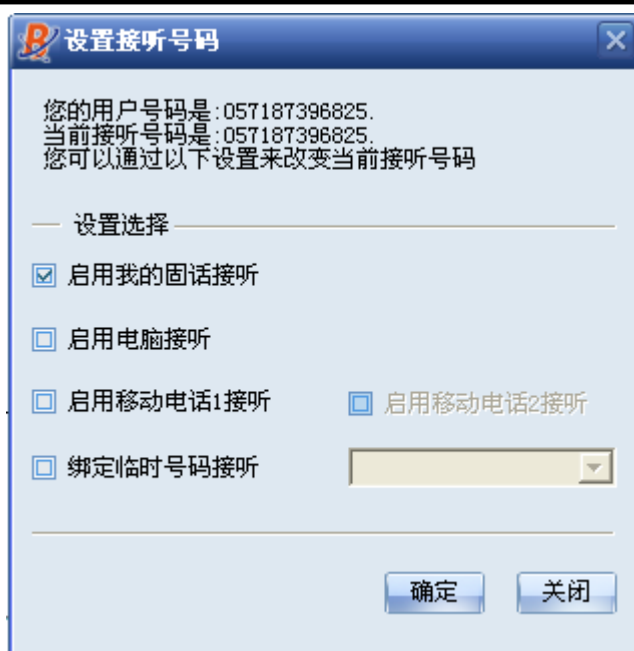 设置接听号码
您的用户号码是:057187396825.
当前接听号码是:057187396825.
您可以通过以下设置来改变当前接听号码
设置选择
启用我的固话接听
启用电脑接听
启用移动电话1接听 启用移动电话2接听
绑定临时号码接听
确定 关闭